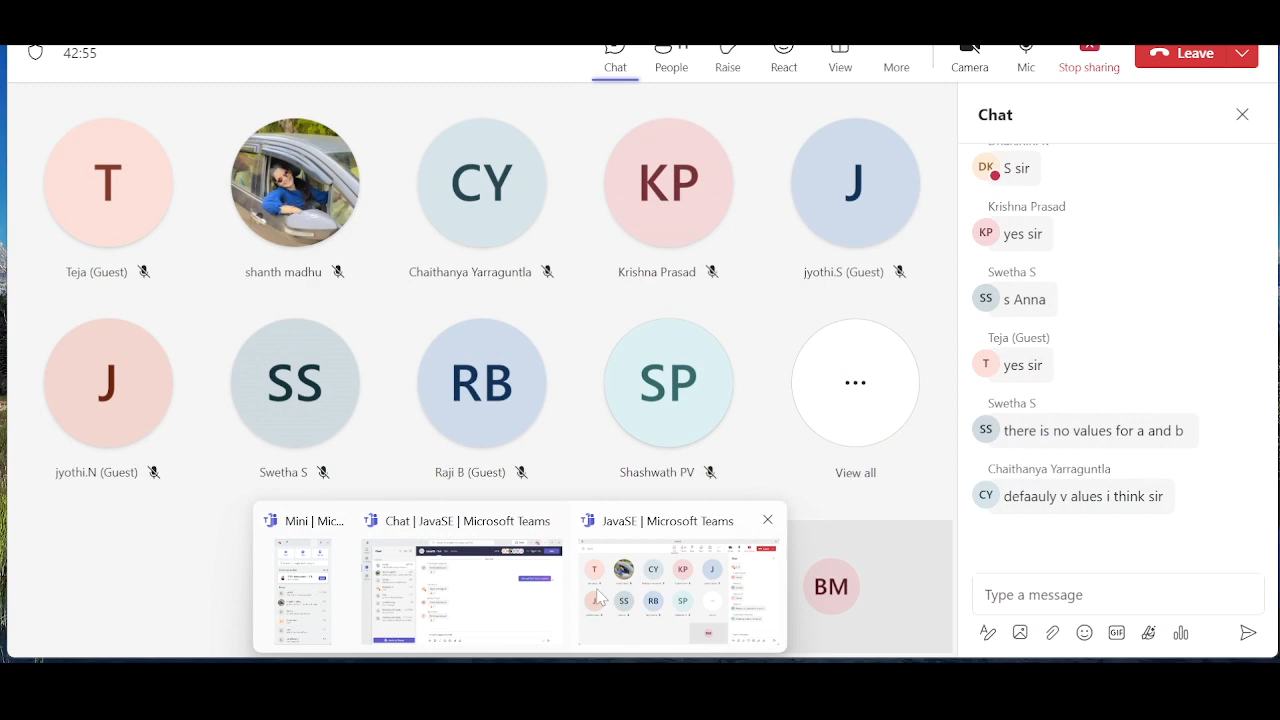 42:55
Chat
People
Raise
React
View
More
Camera
Mic
Stop sharing
Leave
T
CY
KP
J
Teja (Guest)
shanth madhu
Chaithanya Yarraguntla
Krishna Prasad
jyothi.S (Guest)
J
SS
RB
SP
...
jyothi.N (Guest)
Swetha S
Raji B (Guest)
Shashwath PV
View all
Mini | Mic...
Chat | JavaSE | Microsoft Teams
JavaSE | Microsoft Teams
BM
Chat
DK
S sir
Krishna Prasad
KP
yes sir
Swetha S
SS
s Anna
Teja (Guest)
T
yes sir
Swetha S
SS
there is no values for a and b
Chaithanya Yarraguntla
CY
defaauly v alues i think sir
Type a message
GIF